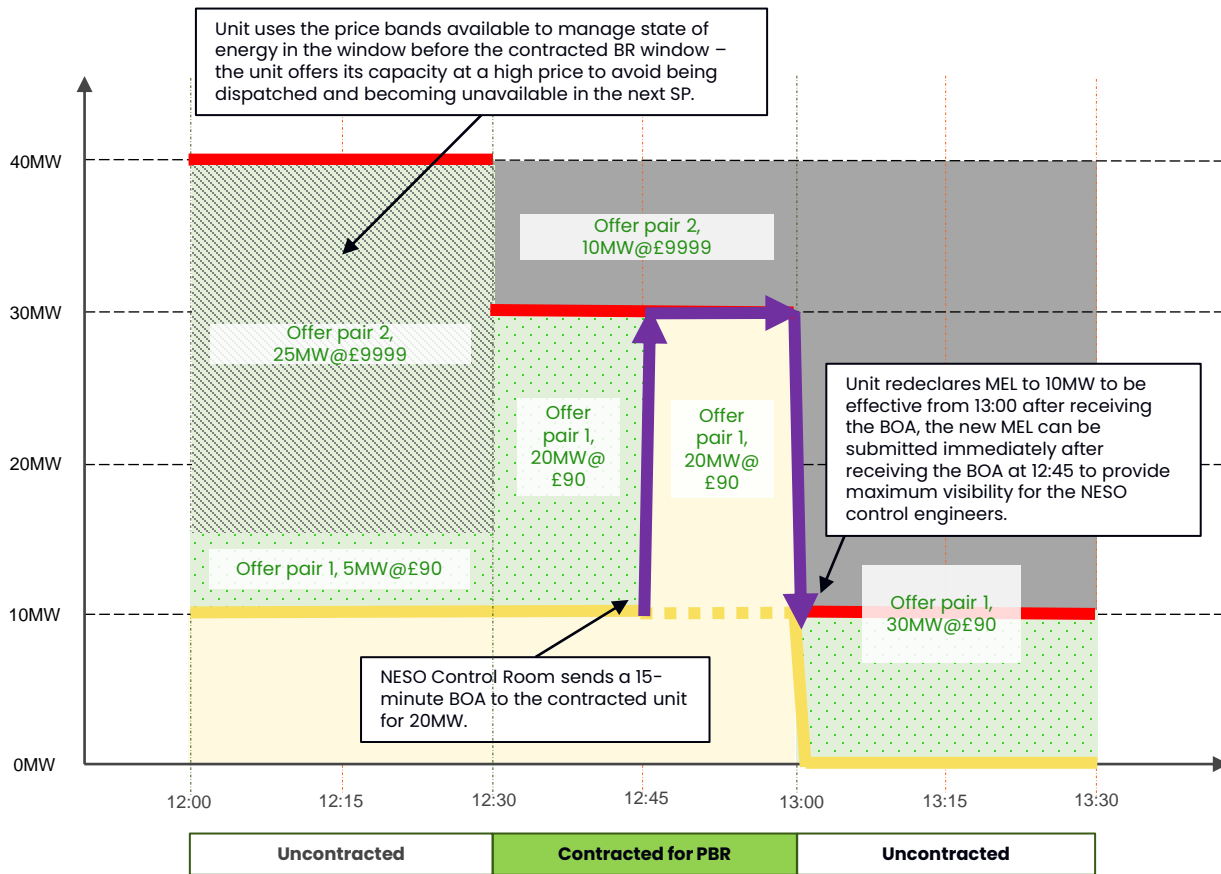 Unit uses the price bands available to manage state of
energy in the window before the contracted BR window –
the unit offers its capacity at a high price to avoid being
dispatched and becoming unavailable in the next SP.
40MW
Offer pair 2,
10MW@£9999
30MW
Offer pair 2,
25MW@£9999
Offer
pair 1,
20MW@
£90
Offer
pair 1,
20MW@
£90
Unit redeclares MEL to 10MW to be
effective from 13:00 after receiving
the BOA, the new MEL can be
submitted immediately after
receiving the BOA at 12:45 to provide
maximum visibility for the NESO
control engineers.
20MW
Offer pair 1, 5MW@£90
10MW
Offer pair 1,
30MW@£90
NESO Control Room sends a 15-
minute BOA to the contracted unit
for 20MW.
0MW
12:00
12:15
12:30
12:45
13:00
13:15
13:30
Uncontracted
Contracted for PBR
Uncontracted